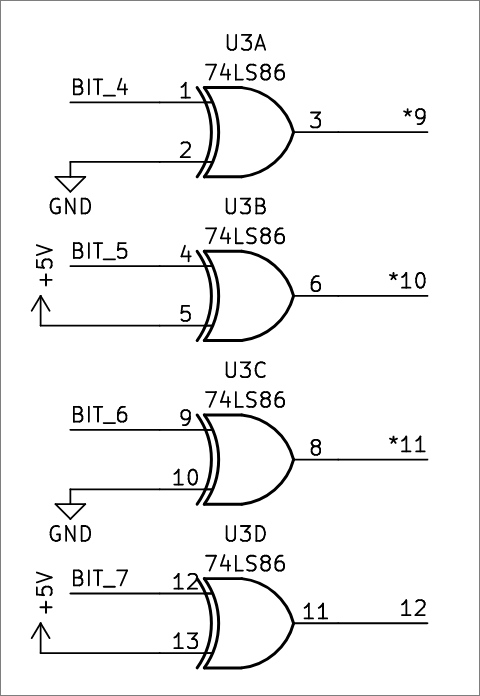 U3A
74LS86
BIT_4 1
3 *9
2
GND
U3B
74LS86
+5V
BIT_5 4
6 *10
5
U3C
74LS86
BIT_6 9
8 *11
10
GND
U3D
74LS86
+5V
BIT_7 12
11 12
13